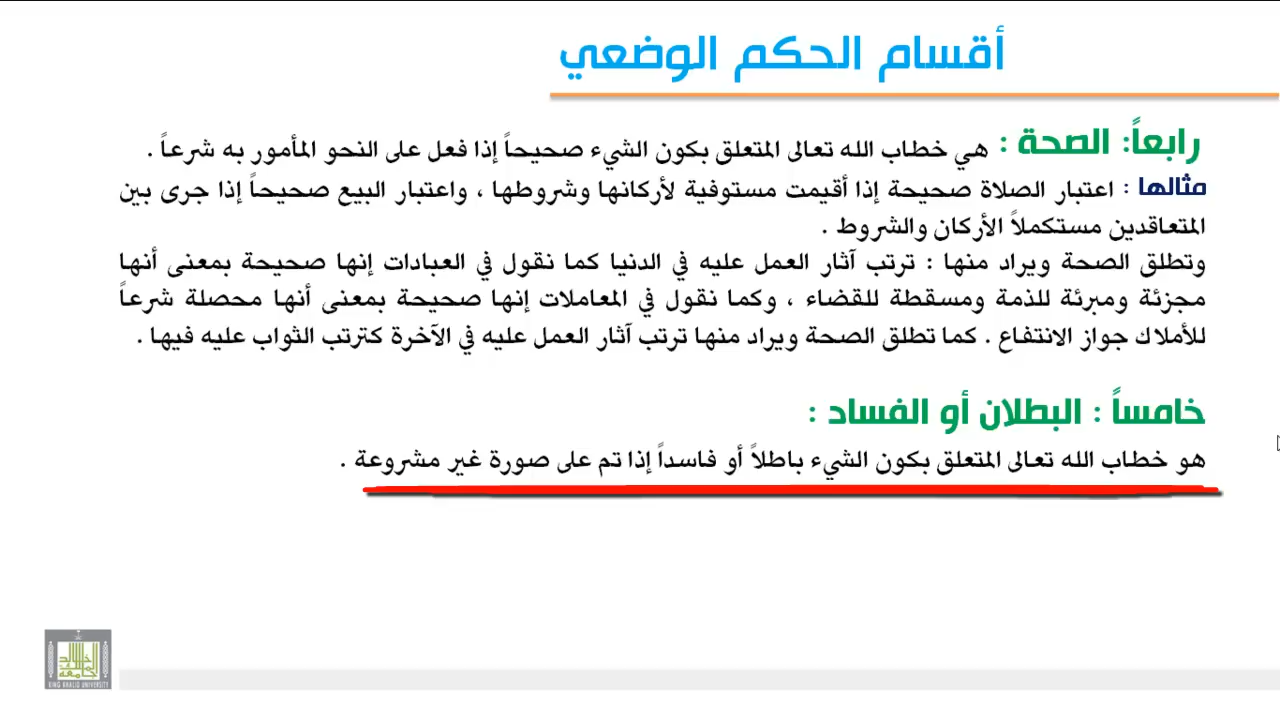 أقسام الحكم الوضعي
رابعاً: الصحة : هي خطاب الله تعالى المتعلق بكون الشيء صحيحاً إذا فعل على النحو المأمور به شرعاً .
مثالها : اعتبار الصلاة صحيحة إذا أقيمت مستوفية لأركانها وشروطها ، واعتبار البيع صحيحاً إذا جرى بين
المتعاقدين مستكملاً الأركان والشروط .
وتطلق الصحة ويراد منها : ترتب آثار العمل عليه في الدنيا كما نقول في العبادات إنها صحيحة بمعنى أنها
مجزئة ومبرئة للذمة ومسقطة للقضاء ، وكما نقول في المعاملات إنها صحيحة بمعنى أنها محصلة شرعاً
للأملاك جواز الانتفاع . كما تطلق الصحة ويراد منها ترتب آثار العمل عليه في الآخرة كترتب الثواب عليه فيها .
خامساً : البطلان أو الفساد :
هو خطاب الله تعالى المتعلق بكون الشيء باطلاً أو فاسداً إذا تم على صورة غير مشروعة .
KING KHALID UNIVERSITY